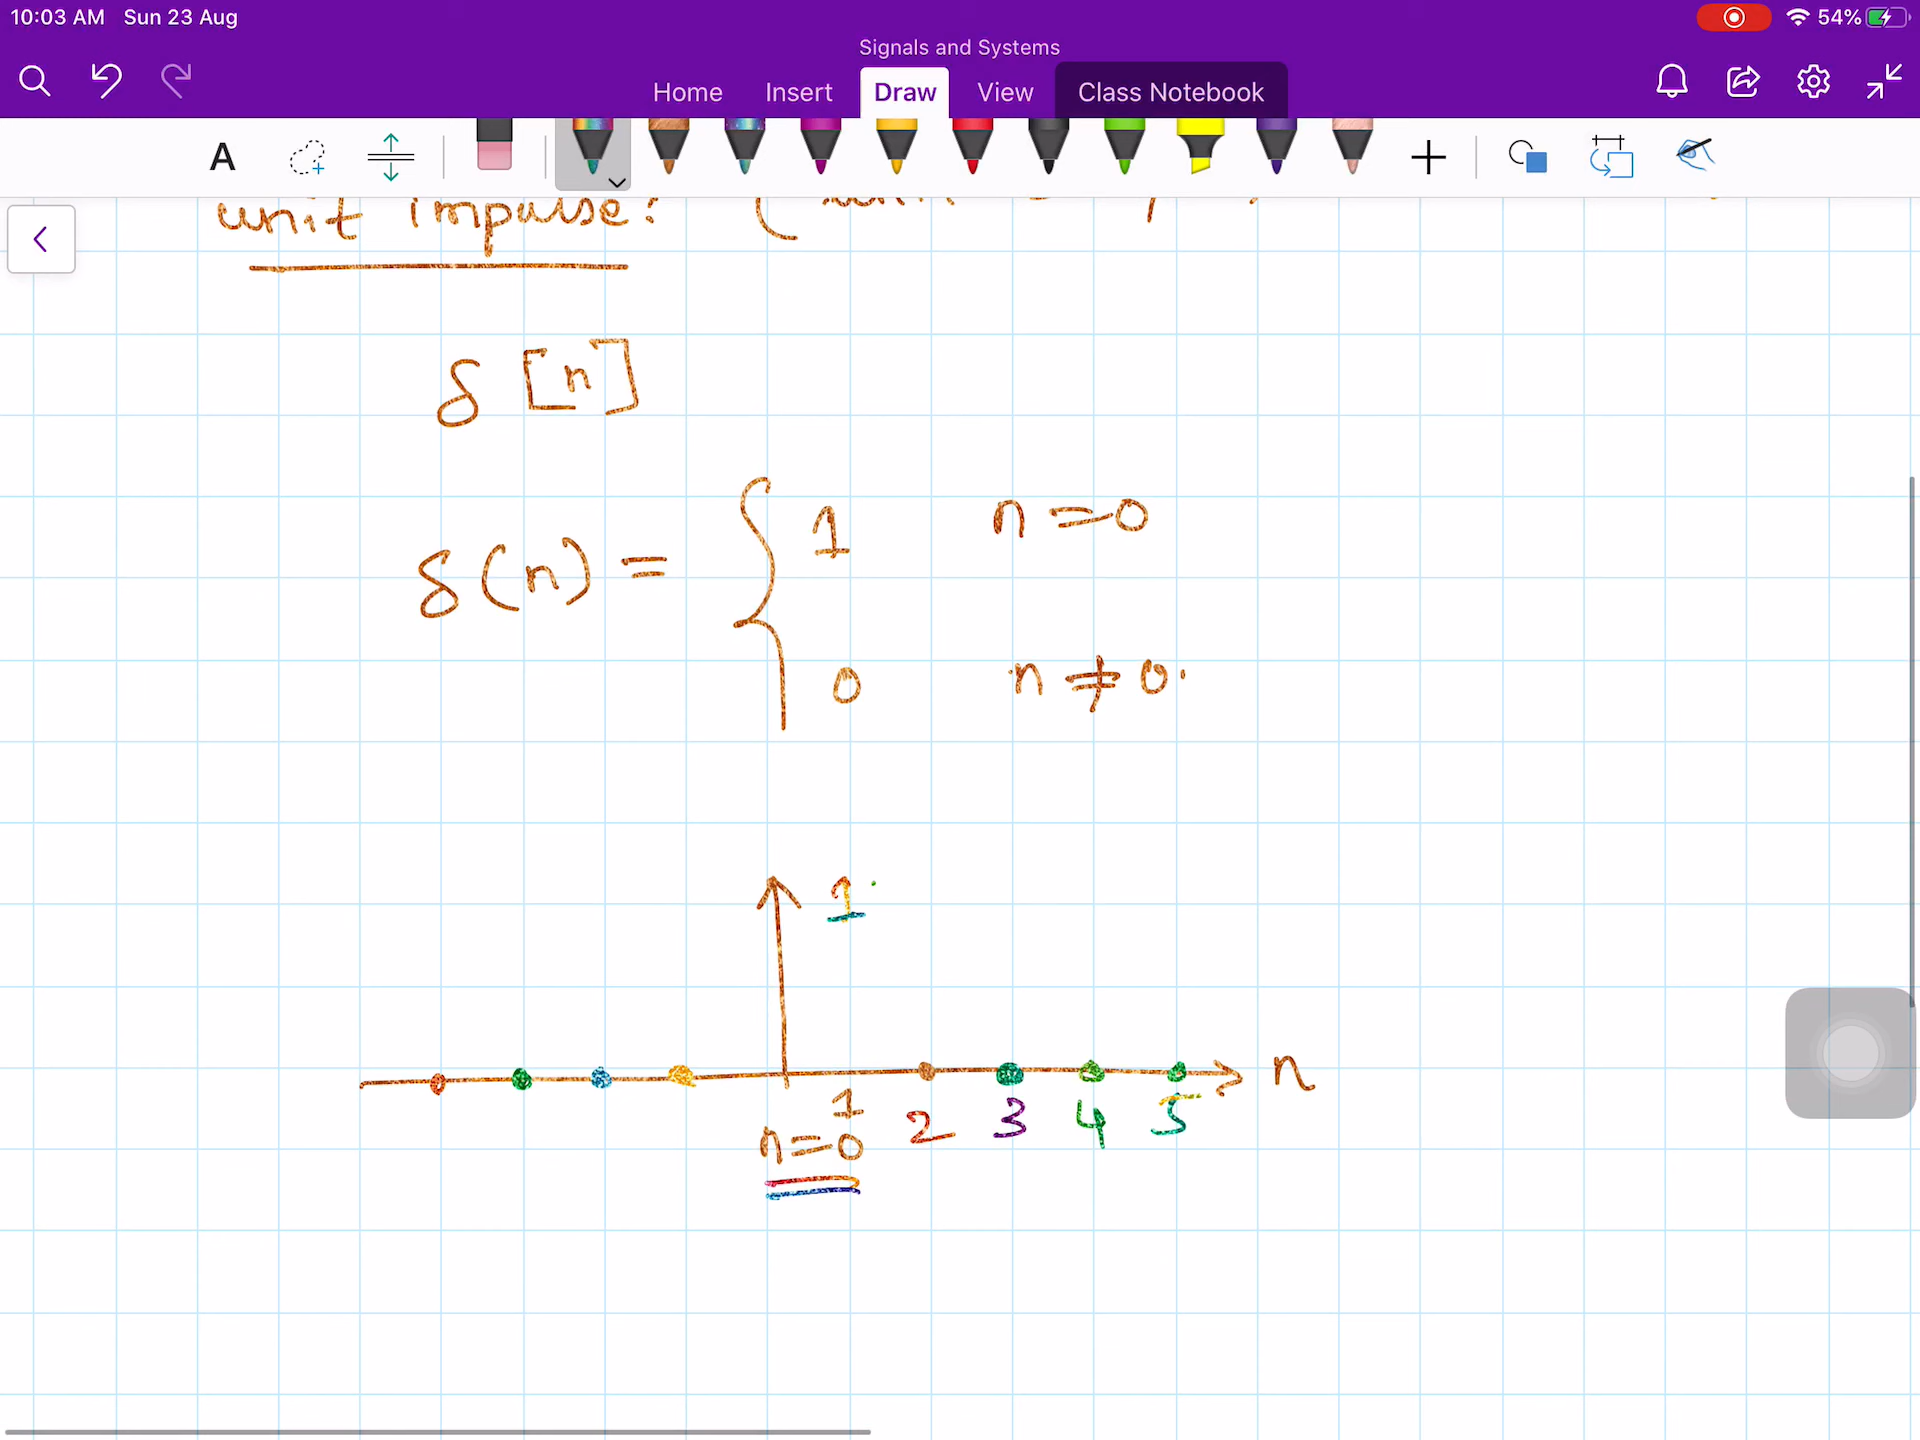 10:03 AM Sun 23 Aug
54%
Signals and Systems
Home Insert Draw View Class Notebook
A
unit impulse:
δ [n]
δ(n) = { 1 n = 0
0 n ≠ 0.
1
n
1 2 3 4 5
n = 0